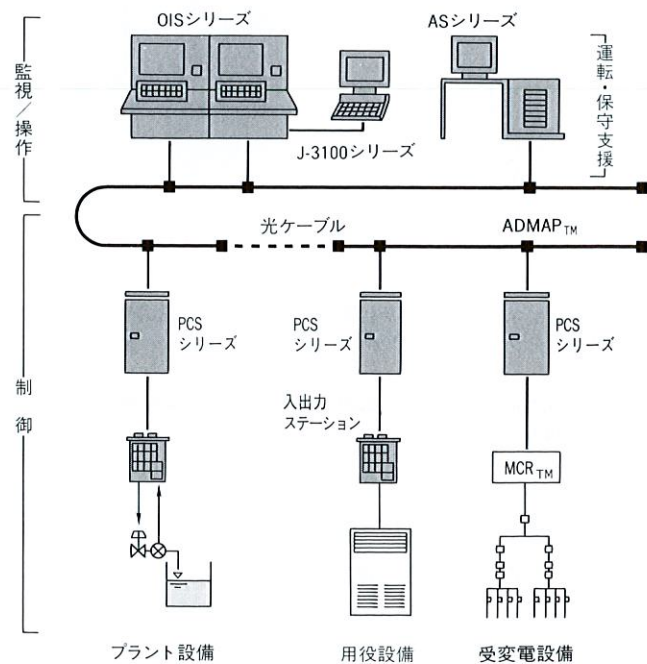 OISシリーズ
ASシリーズ
監視／操作
運転・保守支援
J-3100シリーズ
光ケーブル
ADMAP™
制御
PCS
シリーズ
PCS
シリーズ
PCS
シリーズ
入出力
ステーション
MCR™
プラント設備
用役設備
受変電設備